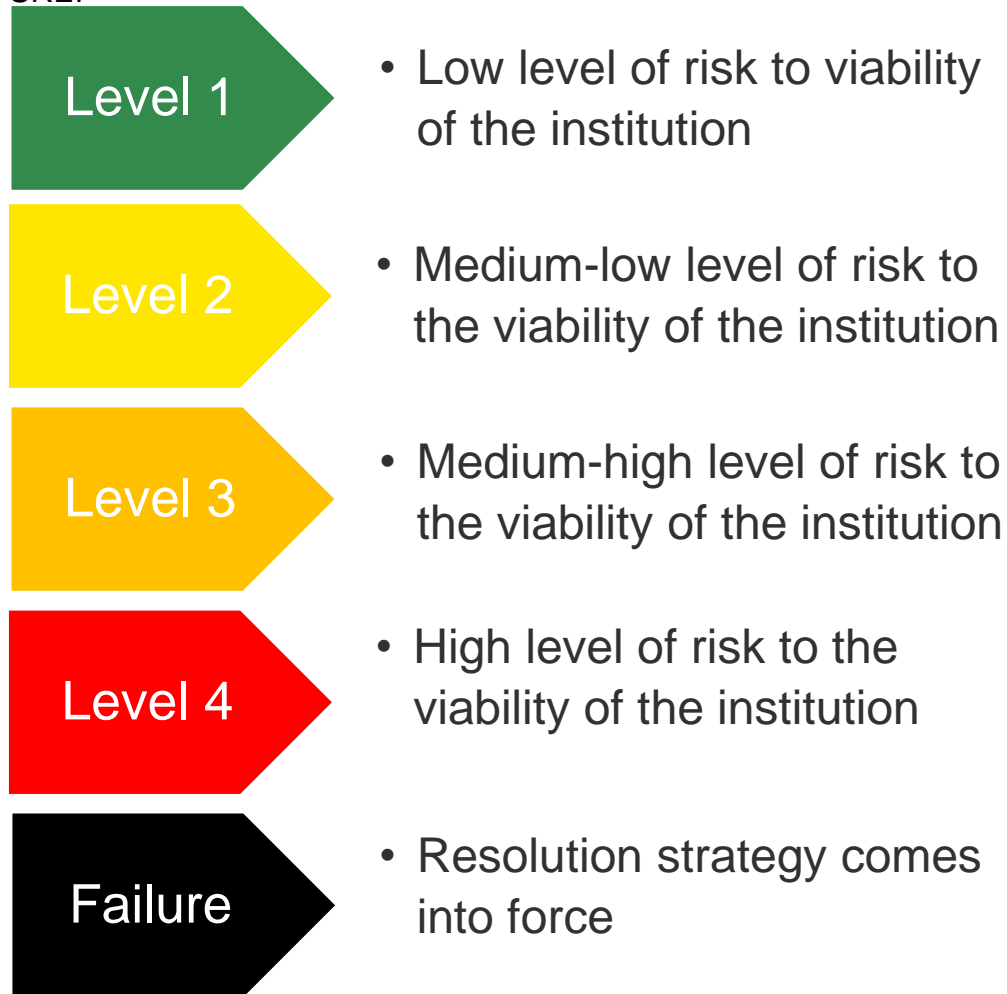 Level 1
• Low level of risk to viability
of the institution
Level 2
• Medium-low level of risk to
the viability of the institution
Level 3
• Medium-high level of risk to
the viability of the institution
Level 4
• High level of risk to the
viability of the institution
Failure
• Resolution strategy comes
into force